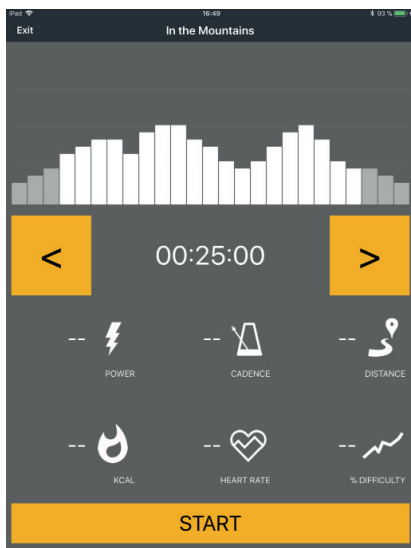 iPad 16:49 93 %
Exit In the Mountains
< 00:25:00 >
-- -- --
POWER CADENCE DISTANCE
-- -- --
KCAL HEART RATE % DIFFICULTY
START